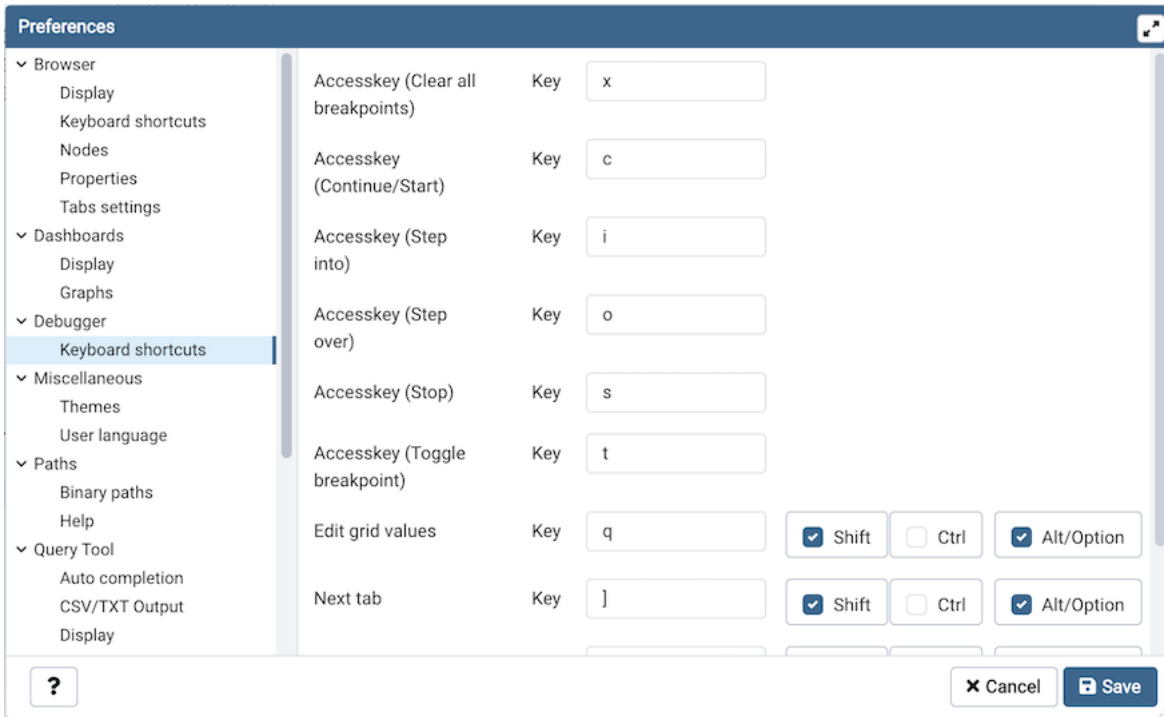 Preferences
Browser
Display
Keyboard shortcuts
Nodes
Properties
Tabs settings
Dashboards
Display
Graphs
Debugger
Keyboard shortcuts
Miscellaneous
Themes
User language
Paths
Binary paths
Help
Query Tool
Auto completion
CSV/TXT Output
Display
Accesskey (Clear all Key x
breakpoints)
Accesskey Key c
(Continue/Start)
Accesskey (Step Key i
into)
Accesskey (Step Key o
over)
Accesskey (Stop) Key s
Accesskey (Toggle Key t
breakpoint)
Edit grid values Key q Shift Ctrl Alt/Option
Next tab Key ] Shift Ctrl Alt/Option
? Cancel Save